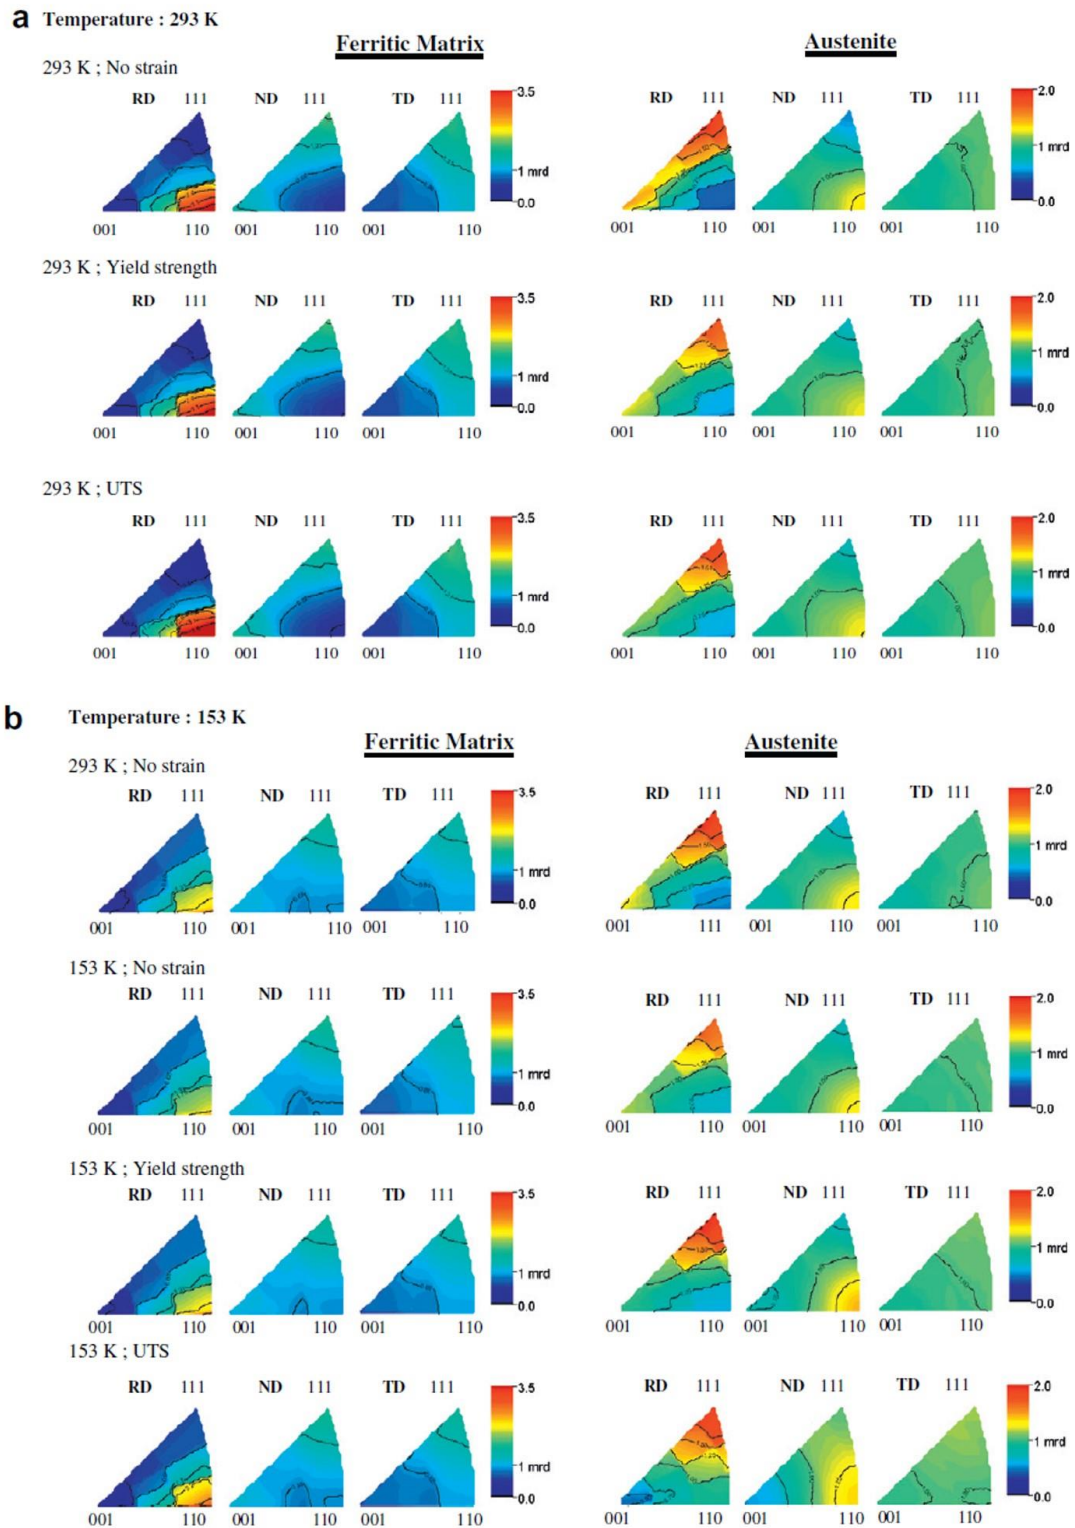 a Temperature : 293 K
Ferritic Matrix Austenite
293 K ; No strain
RD 111 ND 111 TD 111 3.5 RD 111 ND 111 TD 111 2.0
1 mrd 1 mrd
0.0 0.0
001 110 001 110 001 110 001 110 001 110 001 110
293 K ; Yield strength
RD 111 ND 111 TD 111 3.5 RD 111 ND 111 TD 111 2.0
1 mrd 1 mrd
0.0 0.0
001 110 001 110 001 110 001 110 001 110 001 110
293 K ; UTS
RD 111 ND 111 TD 111 3.5 RD 111 ND 111 TD 111 2.0
1 mrd 1 mrd
0.0 0.0
001 110 001 110 001 110 001 110 001 110 001 110
b Temperature : 153 K
Ferritic Matrix Austenite
293 K ; No strain
RD 111 ND 111 TD 111 3.5 RD 111 ND 111 TD 111 2.0
1 mrd 1 mrd
0.0 0.0
001 110 001 110 001 110 001 111 001 110 001 110
153 K ; No strain
RD 111 ND 111 TD 111 3.5 RD 111 ND 111 TD 111 2.0
1 mrd 1 mrd
0.0 0.0
001 110 001 110 001 110 001 110 001 110 001 110
153 K ; Yield strength
RD 111 ND 111 TD 111 3.5 RD 111 ND 111 TD 111 2.0
1 mrd 1 mrd
0.0 0.0
001 110 001 110 001 110 001 110 001 110 001 110
153 K ; UTS
RD 111 ND 111 TD 111 3.5 RD 111 ND 111 TD 111 2.0
1 mrd 1 mrd
0.0 0.0
001 110 001 110 001 110 001 110 001 110 001 110